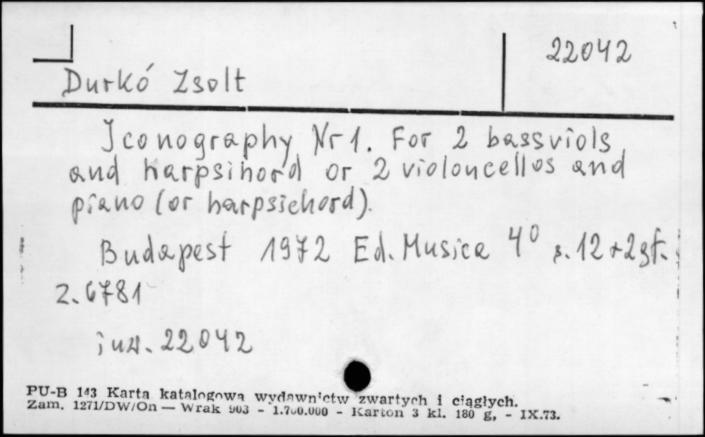 22042
Durkó Zsolt
Iconography Nr 1. For 2 bassviols
and harpsihord or 2 violoncellos and
piano (or harpsichord).
Budapest 1972 Ed. Musica 4° s. 12 + 2 gł.
Z. 6781
inw. 22042
PU-B 143 Karta katalogowa wydawnictw zwartych i ciągłych.
Zam. 1271/DW/On — Wrak 903 - 1.700.000 - Karton 3 kl. 180 g, - IX.73.